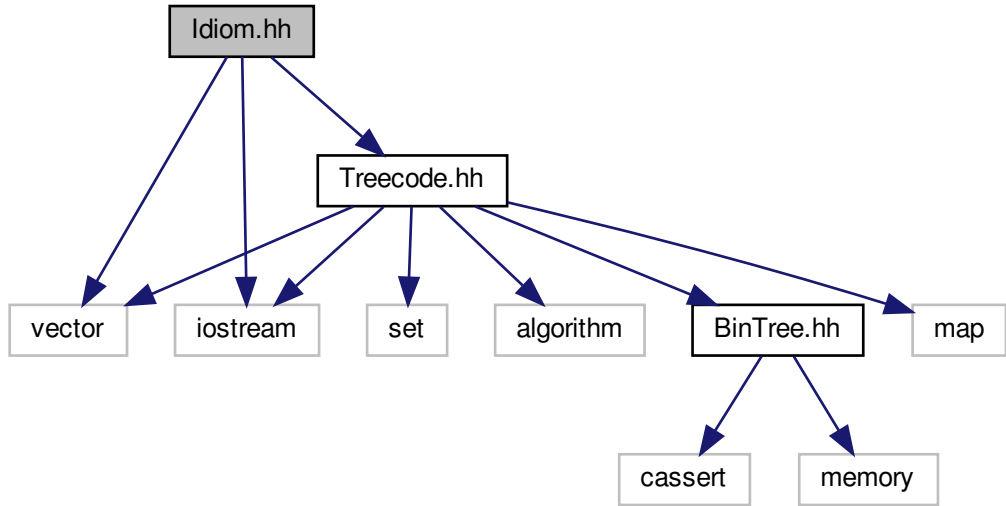 Idiom.hh
Treecode.hh
vector
iostream
set
algorithm
BinTree.hh
map
cassert
memory